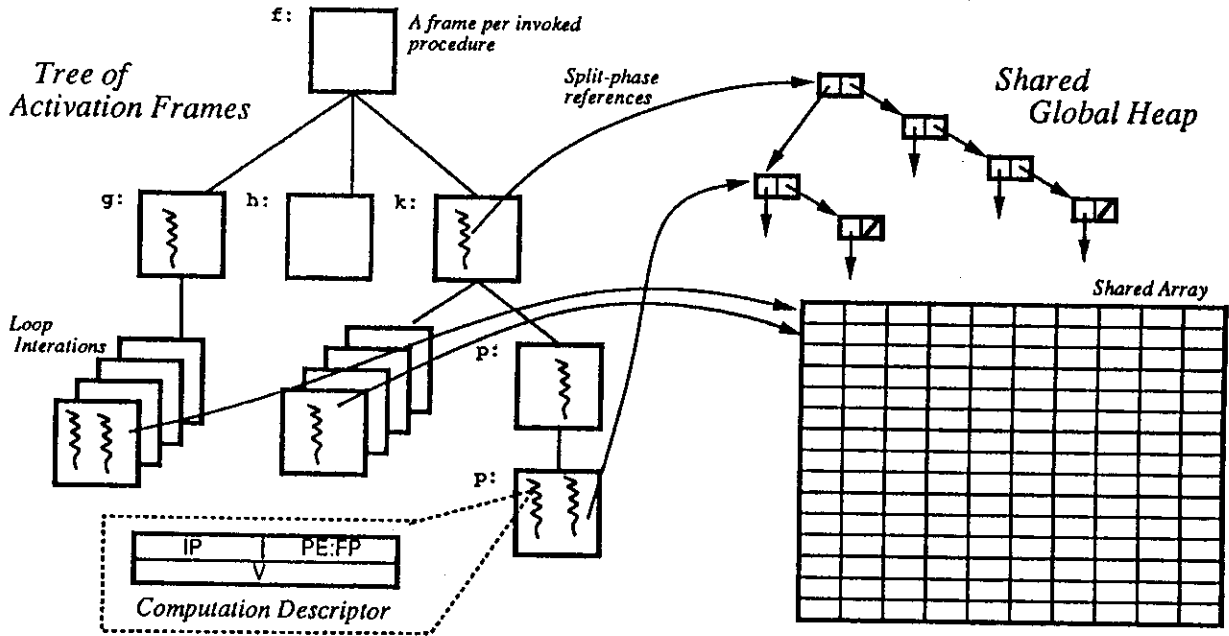 f:
A frame per invoked
procedure
Tree of
Activation Frames
Split-phase
references
Shared
Global Heap
g:
h:
k:
Shared Array
Loop
Interations
p:
p:
IP PE:FP
V
Computation Descriptor